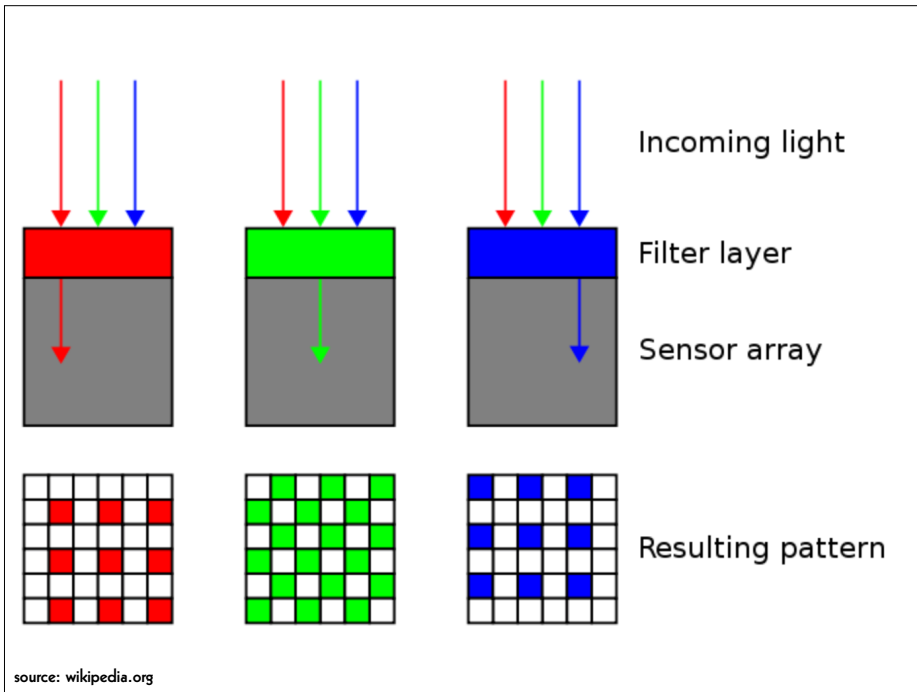 Incoming light
Filter layer
Sensor array
Resulting pattern
source: wikipedia.org